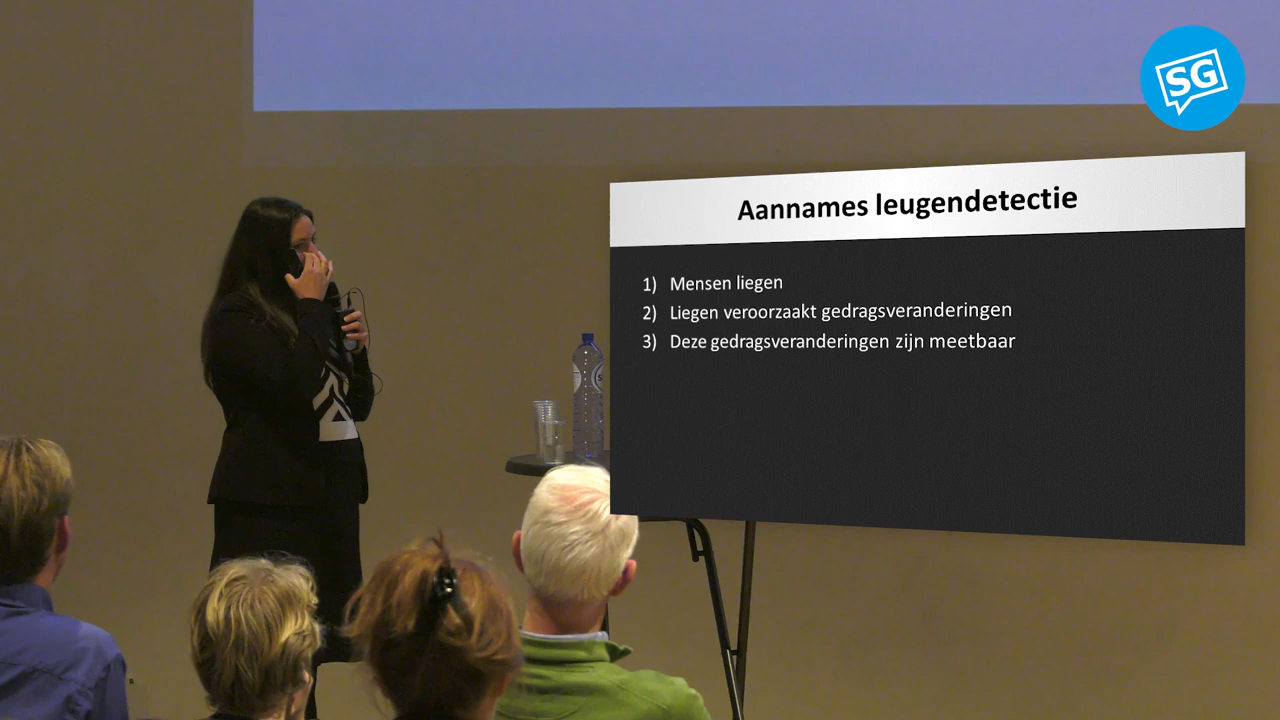 SG
Aannames leugendetectie
1) Mensen liegen
2) Liegen veroorzaakt gedragsveranderingen
3) Deze gedragsveranderingen zijn meetbaar